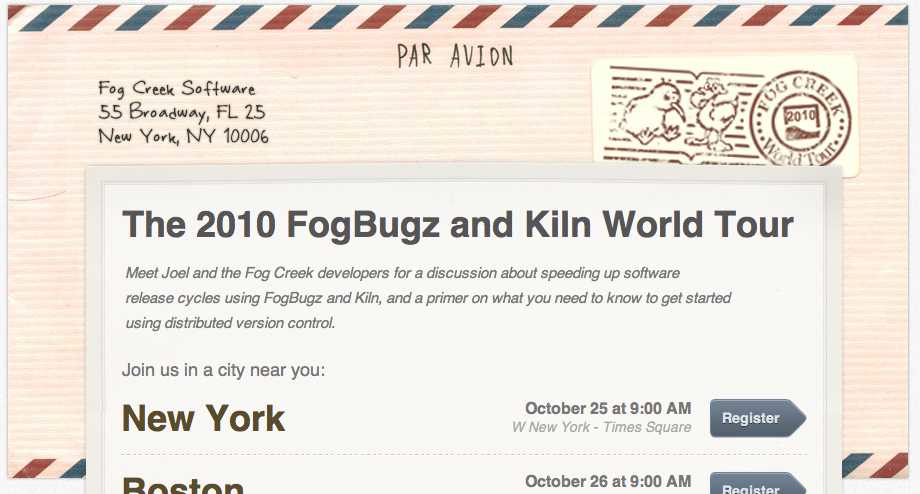 PAR AVION
Fog Creek Software
55 Broadway, FL 25
New York, NY 10006
FOG CREEK
2010
World Tour
The 2010 FogBugz and Kiln World Tour
Meet Joel and the Fog Creek developers for a discussion about speeding up software
release cycles using FogBugz and Kiln, and a primer on what you need to know to get started
using distributed version control.
Join us in a city near you:
New York
October 25 at 9:00 AM
W New York - Times Square
Register
Boston
October 26 at 9:00 AM
Register